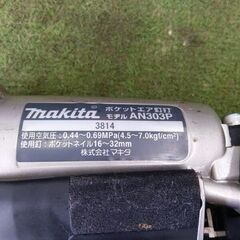 makita ポケットエア釘打
モデル AN303P
3814
使用空気圧:0.44〜0.69MPa(4.5〜7.0kgf/cm²)
使用釘:ポケットネイル16〜32mm
株式会社マキタ